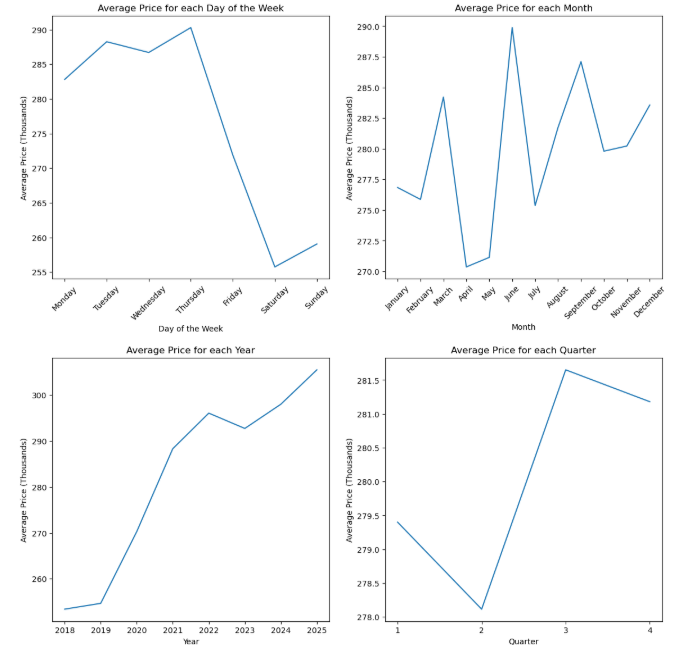 Average Price for each Day of the Week
290
285
280
275
270
265
260
255
Average Price (Thousands)
Monday
Tuesday
Wednesday
Thursday
Friday
Saturday
Sunday
Day of the Week
Average Price for each Month
290.0
287.5
285.0
282.5
280.0
277.5
275.0
272.5
270.0
Average Price (Thousands)
January
February
March
April
May
June
July
August
September
October
November
December
Month
Average Price for each Year
300
290
280
270
260
Average Price (Thousands)
2018 2019 2020 2021 2022 2023 2024 2025
Year
Average Price for each Quarter
281.5
281.0
280.5
280.0
279.5
279.0
278.5
278.0
Average Price (Thousands)
1 2 3 4
Quarter